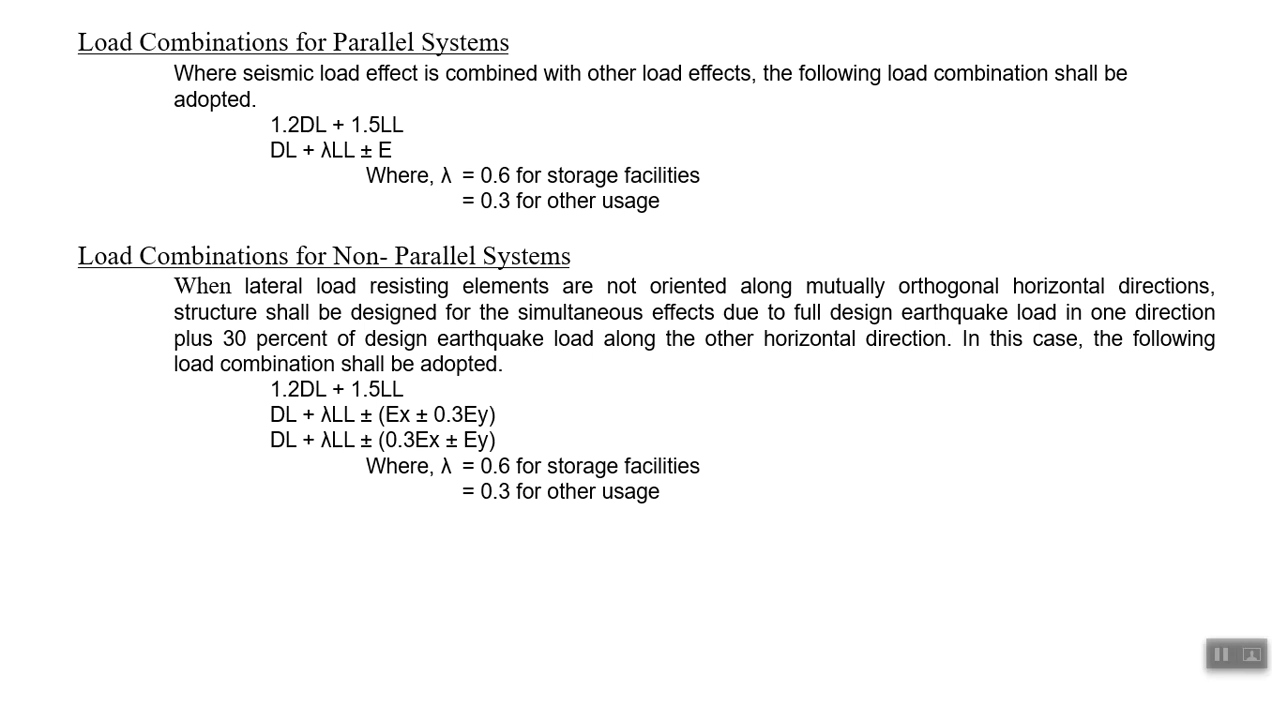 Load Combinations for Parallel Systems
Where seismic load effect is combined with other load effects, the following load combination shall be
adopted.
1.2DL + 1.5LL
DL + λLL ± E
Where, λ = 0.6 for storage facilities
= 0.3 for other usage
Load Combinations for Non- Parallel Systems
When lateral load resisting elements are not oriented along mutually orthogonal horizontal directions,
structure shall be designed for the simultaneous effects due to full design earthquake load in one direction
plus 30 percent of design earthquake load along the other horizontal direction. In this case, the following
load combination shall be adopted.
1.2DL + 1.5LL
DL + λLL ± (Ex ± 0.3Ey)
DL + λLL ± (0.3Ex ± Ey)
Where, λ = 0.6 for storage facilities
= 0.3 for other usage